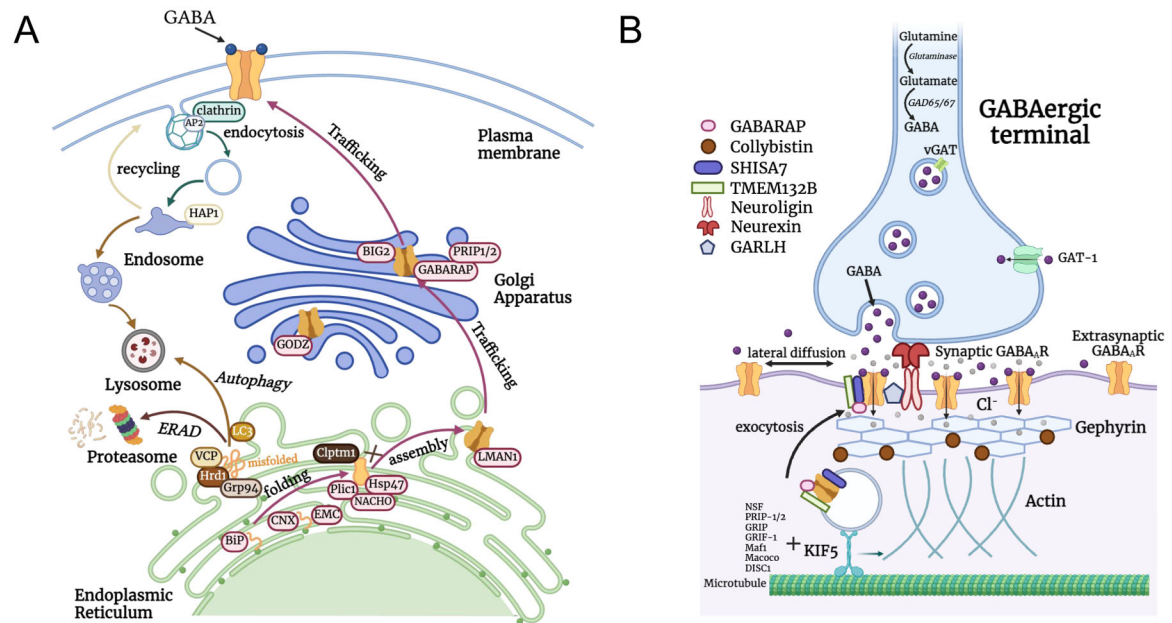 A
GABA
clathrin
AP2
endocytosis
Plasma
membrane
recycling
Trafficking
HAP1
Endosome
BIG2
PRIP1/2
GABARAP
Golgi
Apparatus
GODZ
Trafficking
Lysosome
Autophagy
ERAD
Proteasome
LC3
VCP
misfolded
Hrd1
Grp94
folding
Clptm1
assembly
LMAN1
Plic1
Hsp47
NACHO
CNX
EMC
BiP
Endoplasmic
Reticulum
B
Glutamine
Glutaminase
Glutamate
GAD65/67
GABA
GABAergic
terminal
vGAT
GABARAP
Collybistin
SHISA7
TMEM132B
Neuroligin
Neurexin
GARLH
GAT-1
GABA
lateral diffusion
Synaptic GABAAR
Extrasynaptic
GABAAR
Cl-
exocytosis
Gephyrin
Actin
NSF
PRIP-1/2
GRIP
GRIF-1
Maf1
Macoco
DISC1
+
KIF5
Microtubule